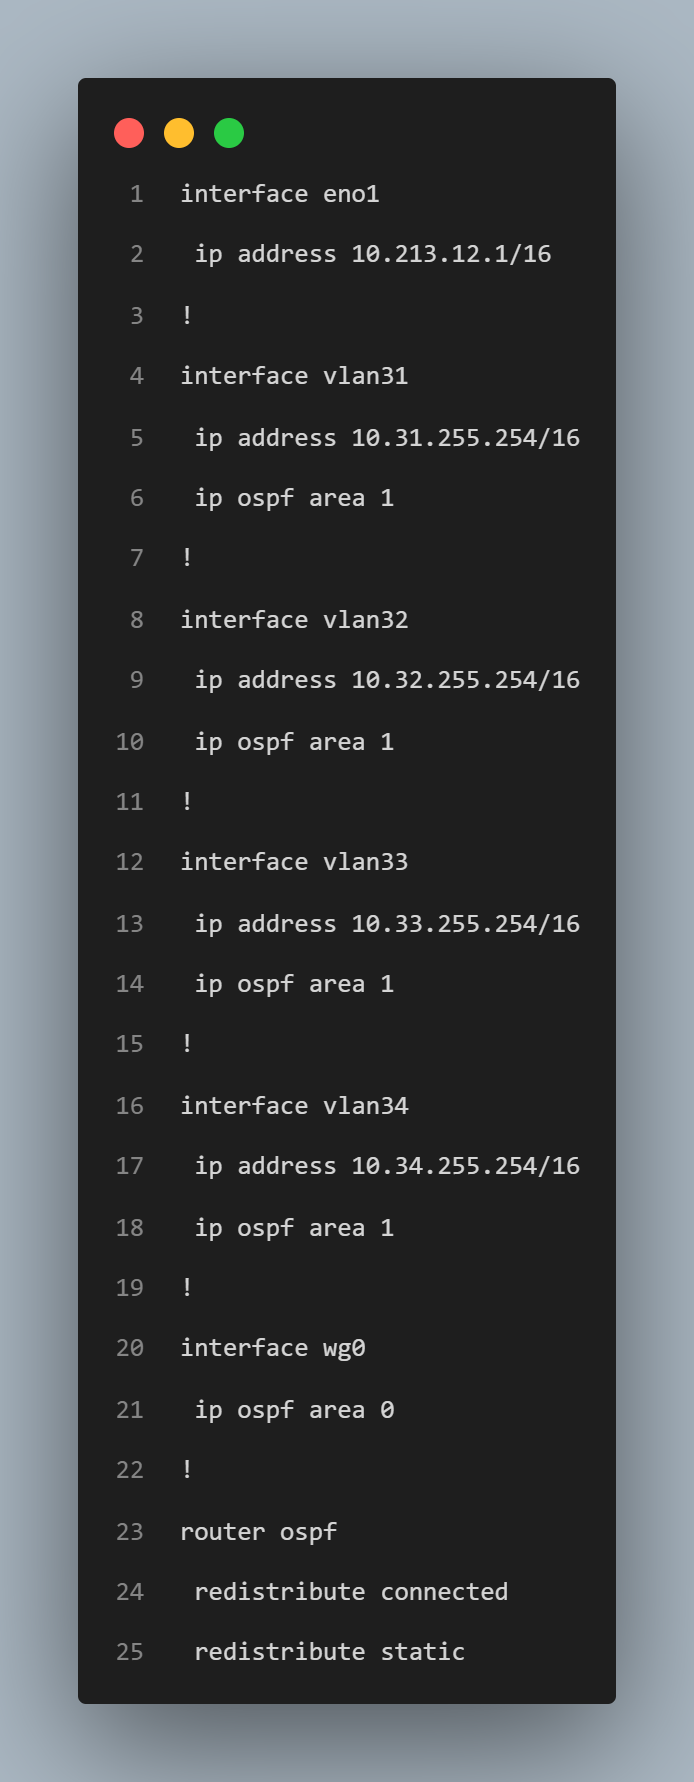 1 interface eno1
2  ip address 10.213.12.1/16
3 !
4 interface vlan31
5  ip address 10.31.255.254/16
6  ip ospf area 1
7 !
8 interface vlan32
9  ip address 10.32.255.254/16
10  ip ospf area 1
11 !
12 interface vlan33
13  ip address 10.33.255.254/16
14  ip ospf area 1
15 !
16 interface vlan34
17  ip address 10.34.255.254/16
18  ip ospf area 1
19 !
20 interface wg0
21  ip ospf area 0
22 !
23 router ospf
24  redistribute connected
25  redistribute static